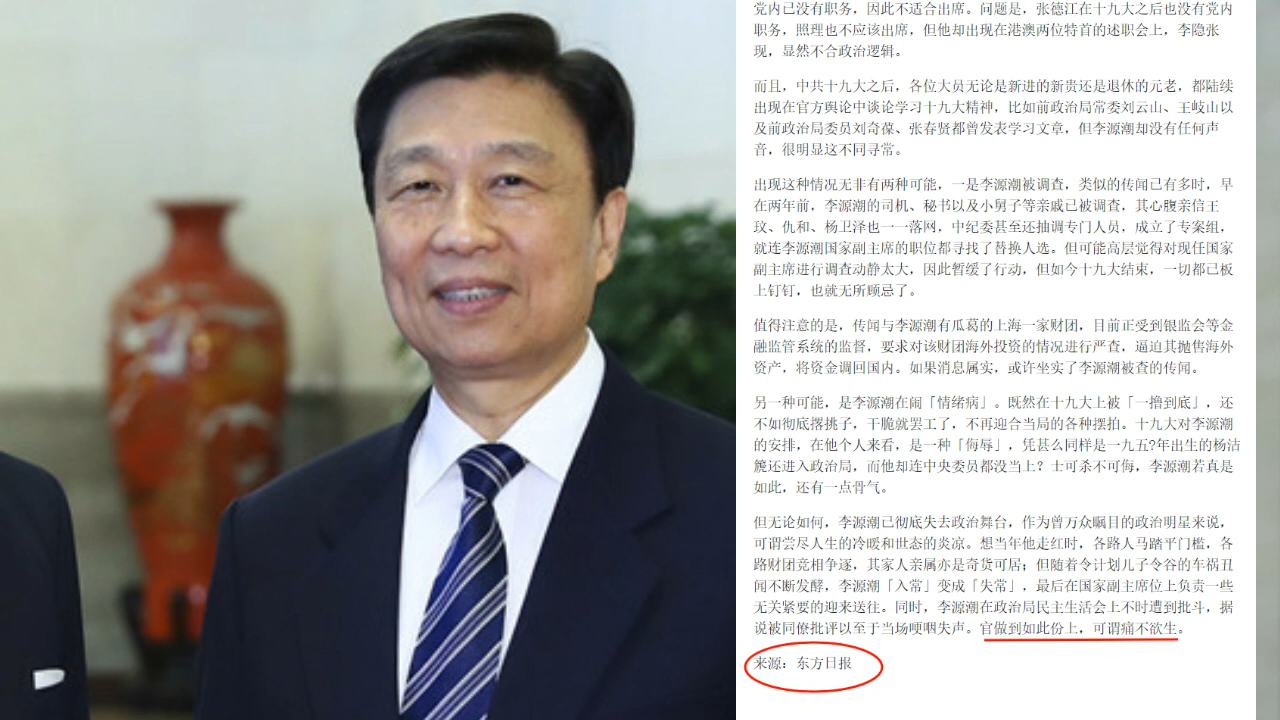 党内已没有职务，因此不适合出席。问题是，张德江在十九大之后也没有党内
职务，照理也不应该出席，但他却出现在港澳两位特首的述职会上，李隐张
现，显然不合政治逻辑。
而且，中共十九大之后，各位大员无论是新进的新贵还是退休的元老，都陆续
出现在官方舆论中谈论学习十九大精神，比如前政治局常委刘云山、王岐山以
及前政治局委员刘奇葆、张春贤都曾发表学习文章，但李源潮却没有任何声
音，很明显这不同寻常。
出现这种情况无非有两种可能，一是李源潮被调查，类似的传闻已有多时，早
在两年前，李源潮的司机、秘书以及小舅子等亲戚已被调查，其心腹亲信王
珉、仇和、杨卫泽也一一落网，中纪委甚至还抽调专门人员，成立了专案组，
就连李源潮国家副主席的职位都寻找了替换人选。但可能高层觉得对现任国家
副主席进行调查动静太大，因此暂缓了行动，但如今十九大结束，一切都已板
上钉钉，也就无所顾忌了。
值得注意的是，传闻与李源潮有瓜葛的上海一家财团，目前正受到银监会等金
融监管系统的监督，要求对该财团海外投资的情况进行严查，逼迫其抛售海外
资产，将资金调回国内。如果消息属实，或许坐实了李源潮被查的传闻。
另一种可能，是李源潮在闹「情绪病」。既然在十九大上被「一撸到底」，还
不如彻底撂挑子，干脆就罢工了，不再迎合当局的各种摆拍。十九大对李源潮
的安排，在他个人来看，是一种「侮辱」，凭甚么同样是一九五?年出生的杨洁
篪还进入政治局，而他却连中央委员都没当上？士可杀不可侮，李源潮若真是
如此，还有一点骨气。
但无论如何，李源潮已彻底失去政治舞台，作为曾万众瞩目的政治明星来说，
可谓尝尽人生的冷暖和世态的炎凉。想当年他走红时，各路人马踏平门槛，各
路财团竞相争逐，其家人亲属亦是奇货可居；但随着令计划儿子令谷的车祸丑
闻不断发酵，李源潮「入常」变成「失常」，最后在国家副主席位上负责一些
无关紧要的迎来送往。同时，李源潮在政治局民主生活会上不时遭到批斗，据
说被同僚批评以至于当场哽咽失声。官做到如此份上，可谓痛不欲生。
来源：东方日报